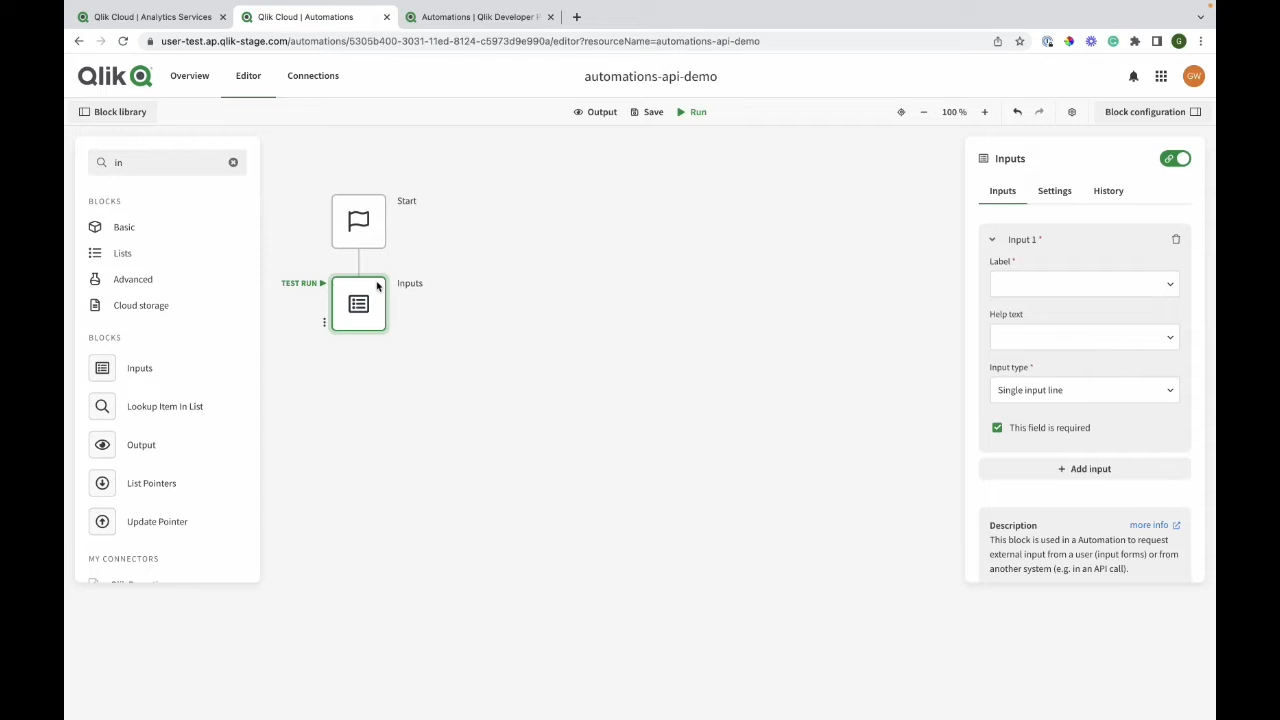 Qlik Cloud | Analytics Services
Qlik Cloud | Automations
Automations | Qlik Developer
user-test.ap.qlik-stage.com/automations/5305b400-3031-11ed-8124-c5973d9e990a/editor?resourceName=automations-api-demo
G
Qlik
Overview
Editor
Connections
automations-api-demo
GW
Block library
Output
Save
Run
100 %
Block configuration
in
BLOCKS
Basic
Lists
Advanced
Cloud storage
BLOCKS
Inputs
Lookup Item In List
Output
List Pointers
Update Pointer
MY CONNECTORS
Start
TEST RUN
Inputs
Inputs
Inputs
Settings
History
Input 1 *
Label *
Help text
Input type *
Single input line
This field is required
+ Add input
Description
more info
This block is used in a Automation to request
external input from a user (input forms) or from
another system (e.g. in an API call).